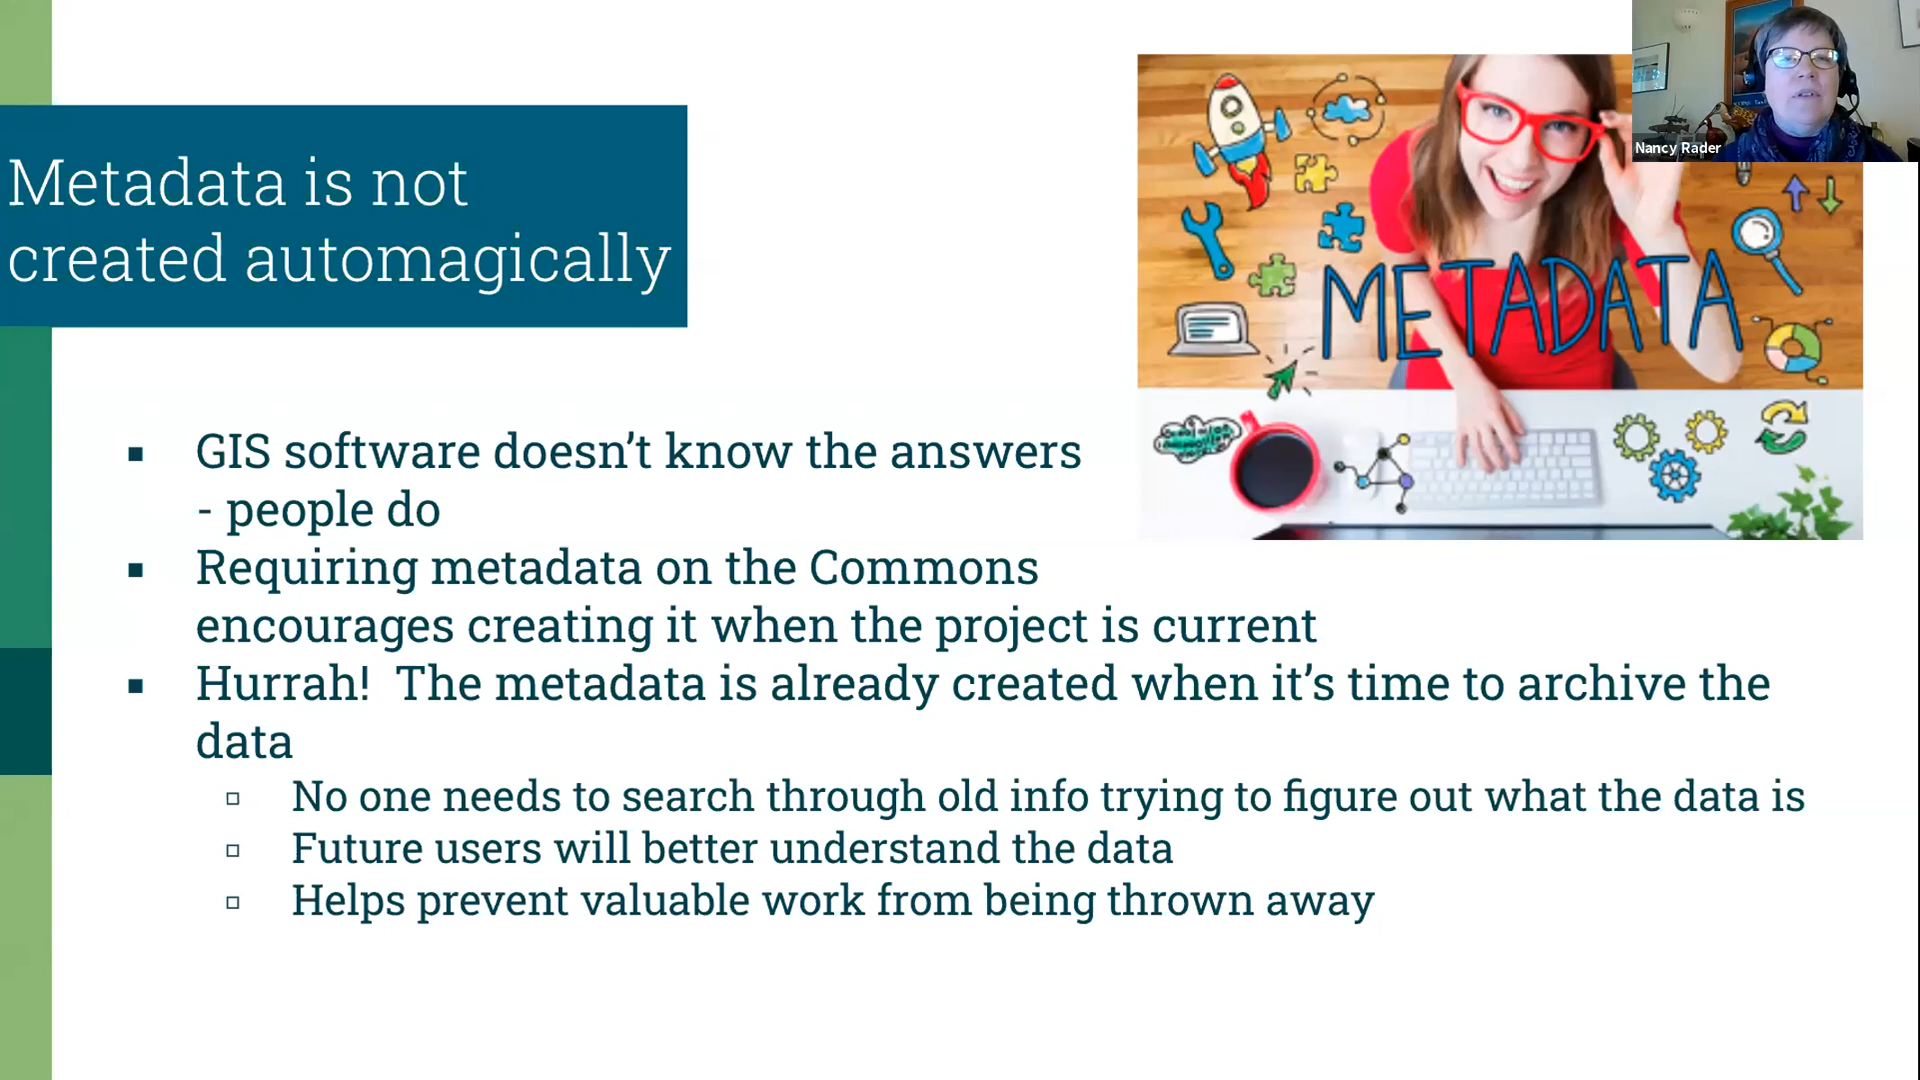 Nancy Rader
Metadata is not
created automagically
METADATA
▪ GIS software doesn’t know the answers
- people do
▪ Requiring metadata on the Commons
encourages creating it when the project is current
▪ Hurrah!  The metadata is already created when it’s time to archive the
data
▫ No one needs to search through old info trying to figure out what the data is
▫ Future users will better understand the data
▫ Helps prevent valuable work from being thrown away